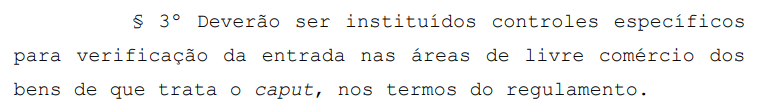 § 3º Deverão ser instituídos controles específicos
para verificação da entrada nas áreas de livre comércio dos
bens de que trata o caput, nos termos do regulamento.